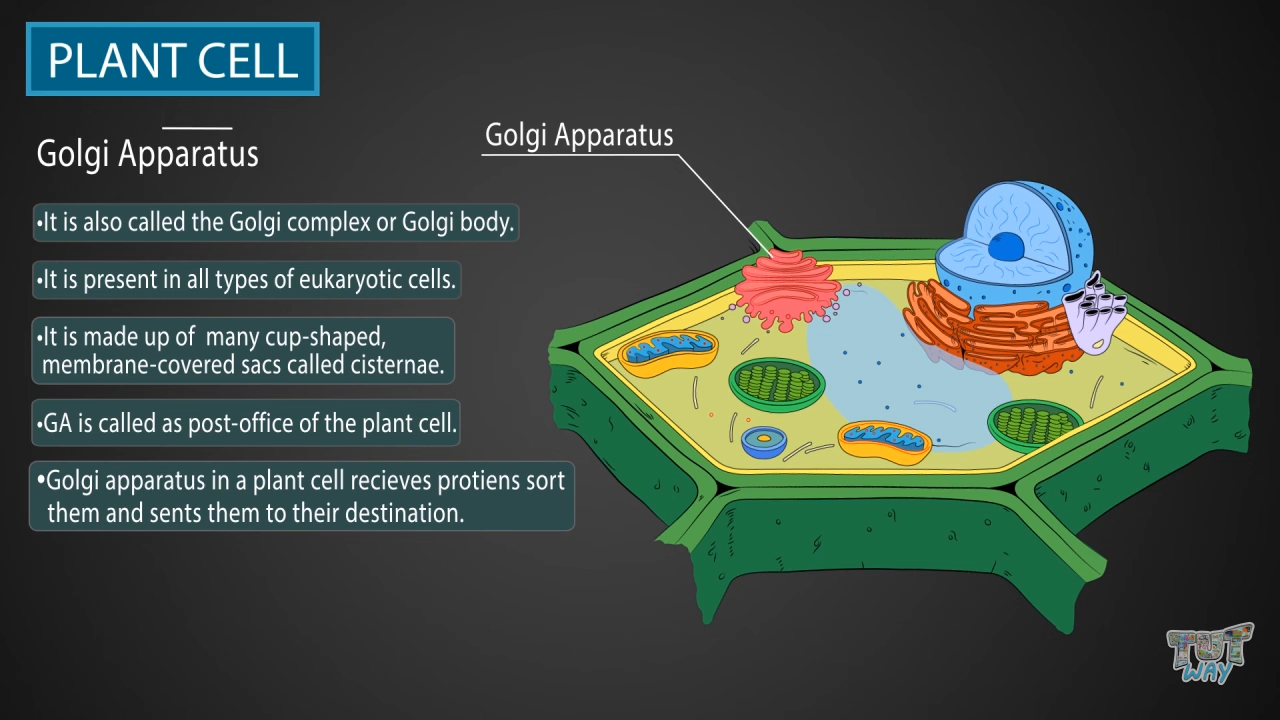 PLANT CELL
Golgi Apparatus
Golgi Apparatus
•It is also called the Golgi complex or Golgi body.
•It is present in all types of eukaryotic cells.
•It is made up of  many cup-shaped,
membrane-covered sacs called cisternae.
•GA is called as post-office of the plant cell.
•Golgi apparatus in a plant cell recieves protiens sort
them and sents them to their destination.
TUT
WAY